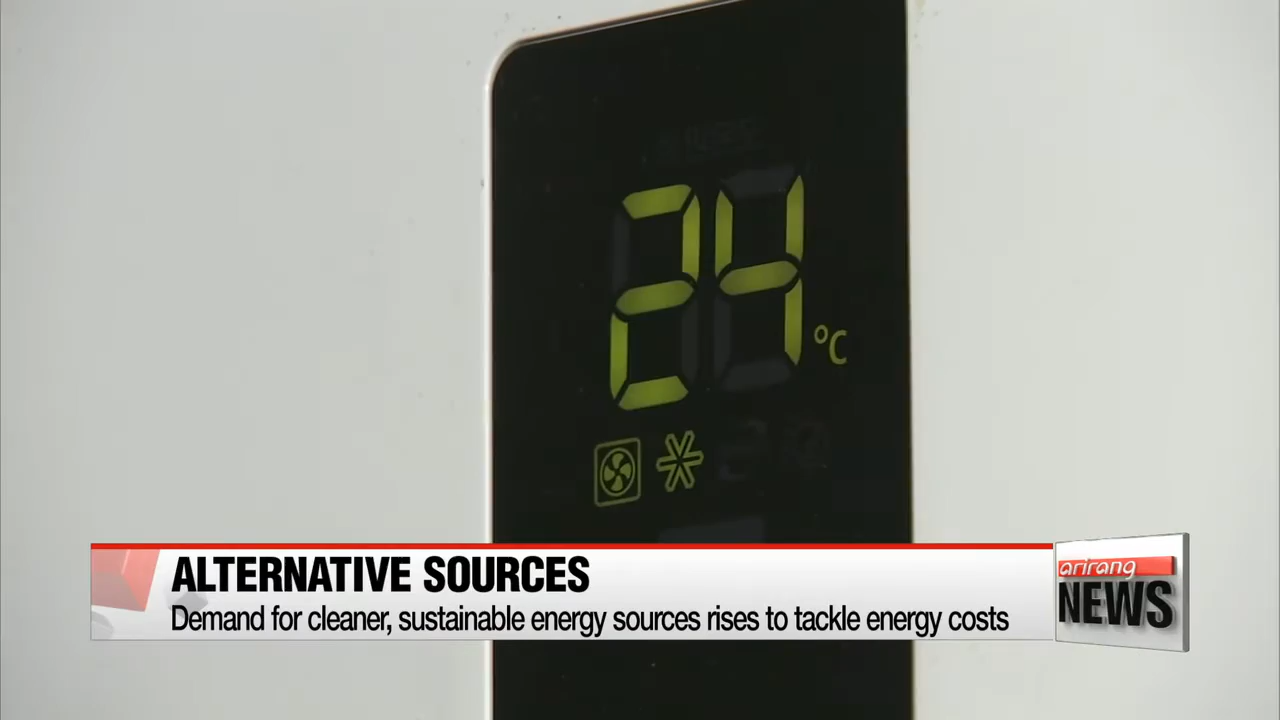 24
°C
ALTERNATIVE SOURCES
Demand for cleaner, sustainable energy sources rises to tackle energy costs
arirang
NEWS